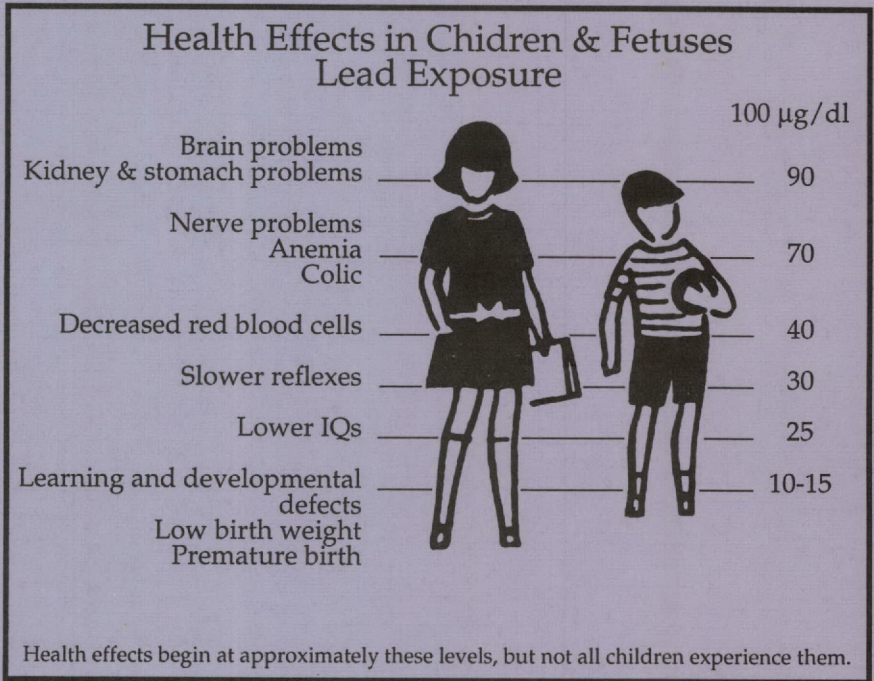 Health Effects in Chidren & Fetuses
Lead Exposure
100 µg/dl
Brain problems
Kidney & stomach problems 90
Nerve problems
Anemia 70
Colic
Decreased red blood cells 40
Slower reflexes 30
Lower IQs 25
Learning and developmental 10-15
defects
Low birth weight
Premature birth
Health effects begin at approximately these levels, but not all children experience them.